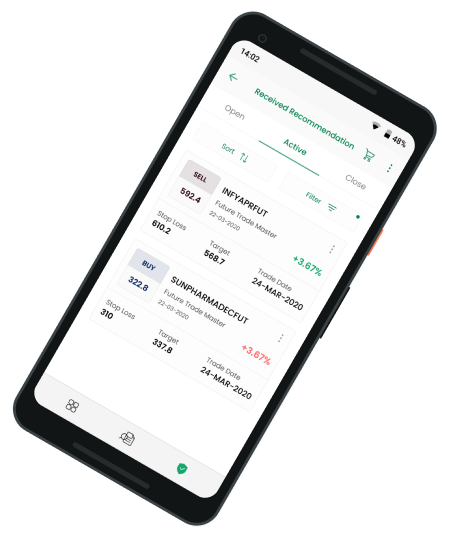 14:02
48%
Received Recommendation
Open
Active
Close
Sort
Filter
SELL
592.4
INFYAPRFUT
Future Trade Master
22-03-2020
+3.67%
Stop Loss
610.2
Target
568.7
Trade Date
24-MAR-2020
BUY
322.8
SUNPHARMADECFUT
Future Trade Master
22-03-2020
+3.67%
Stop Loss
310
Target
337.8
Trade Date
24-MAR-2020